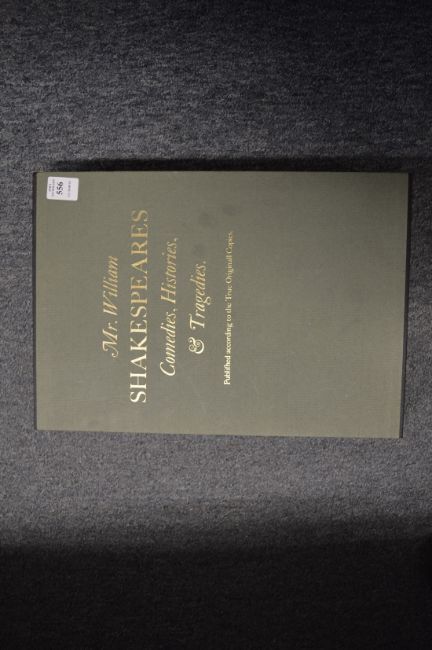 556
Mr. William
SHAKESPEARES
Comedies, Histories,
& Tragedies.
Publiſhed according to the True Originall Copies.